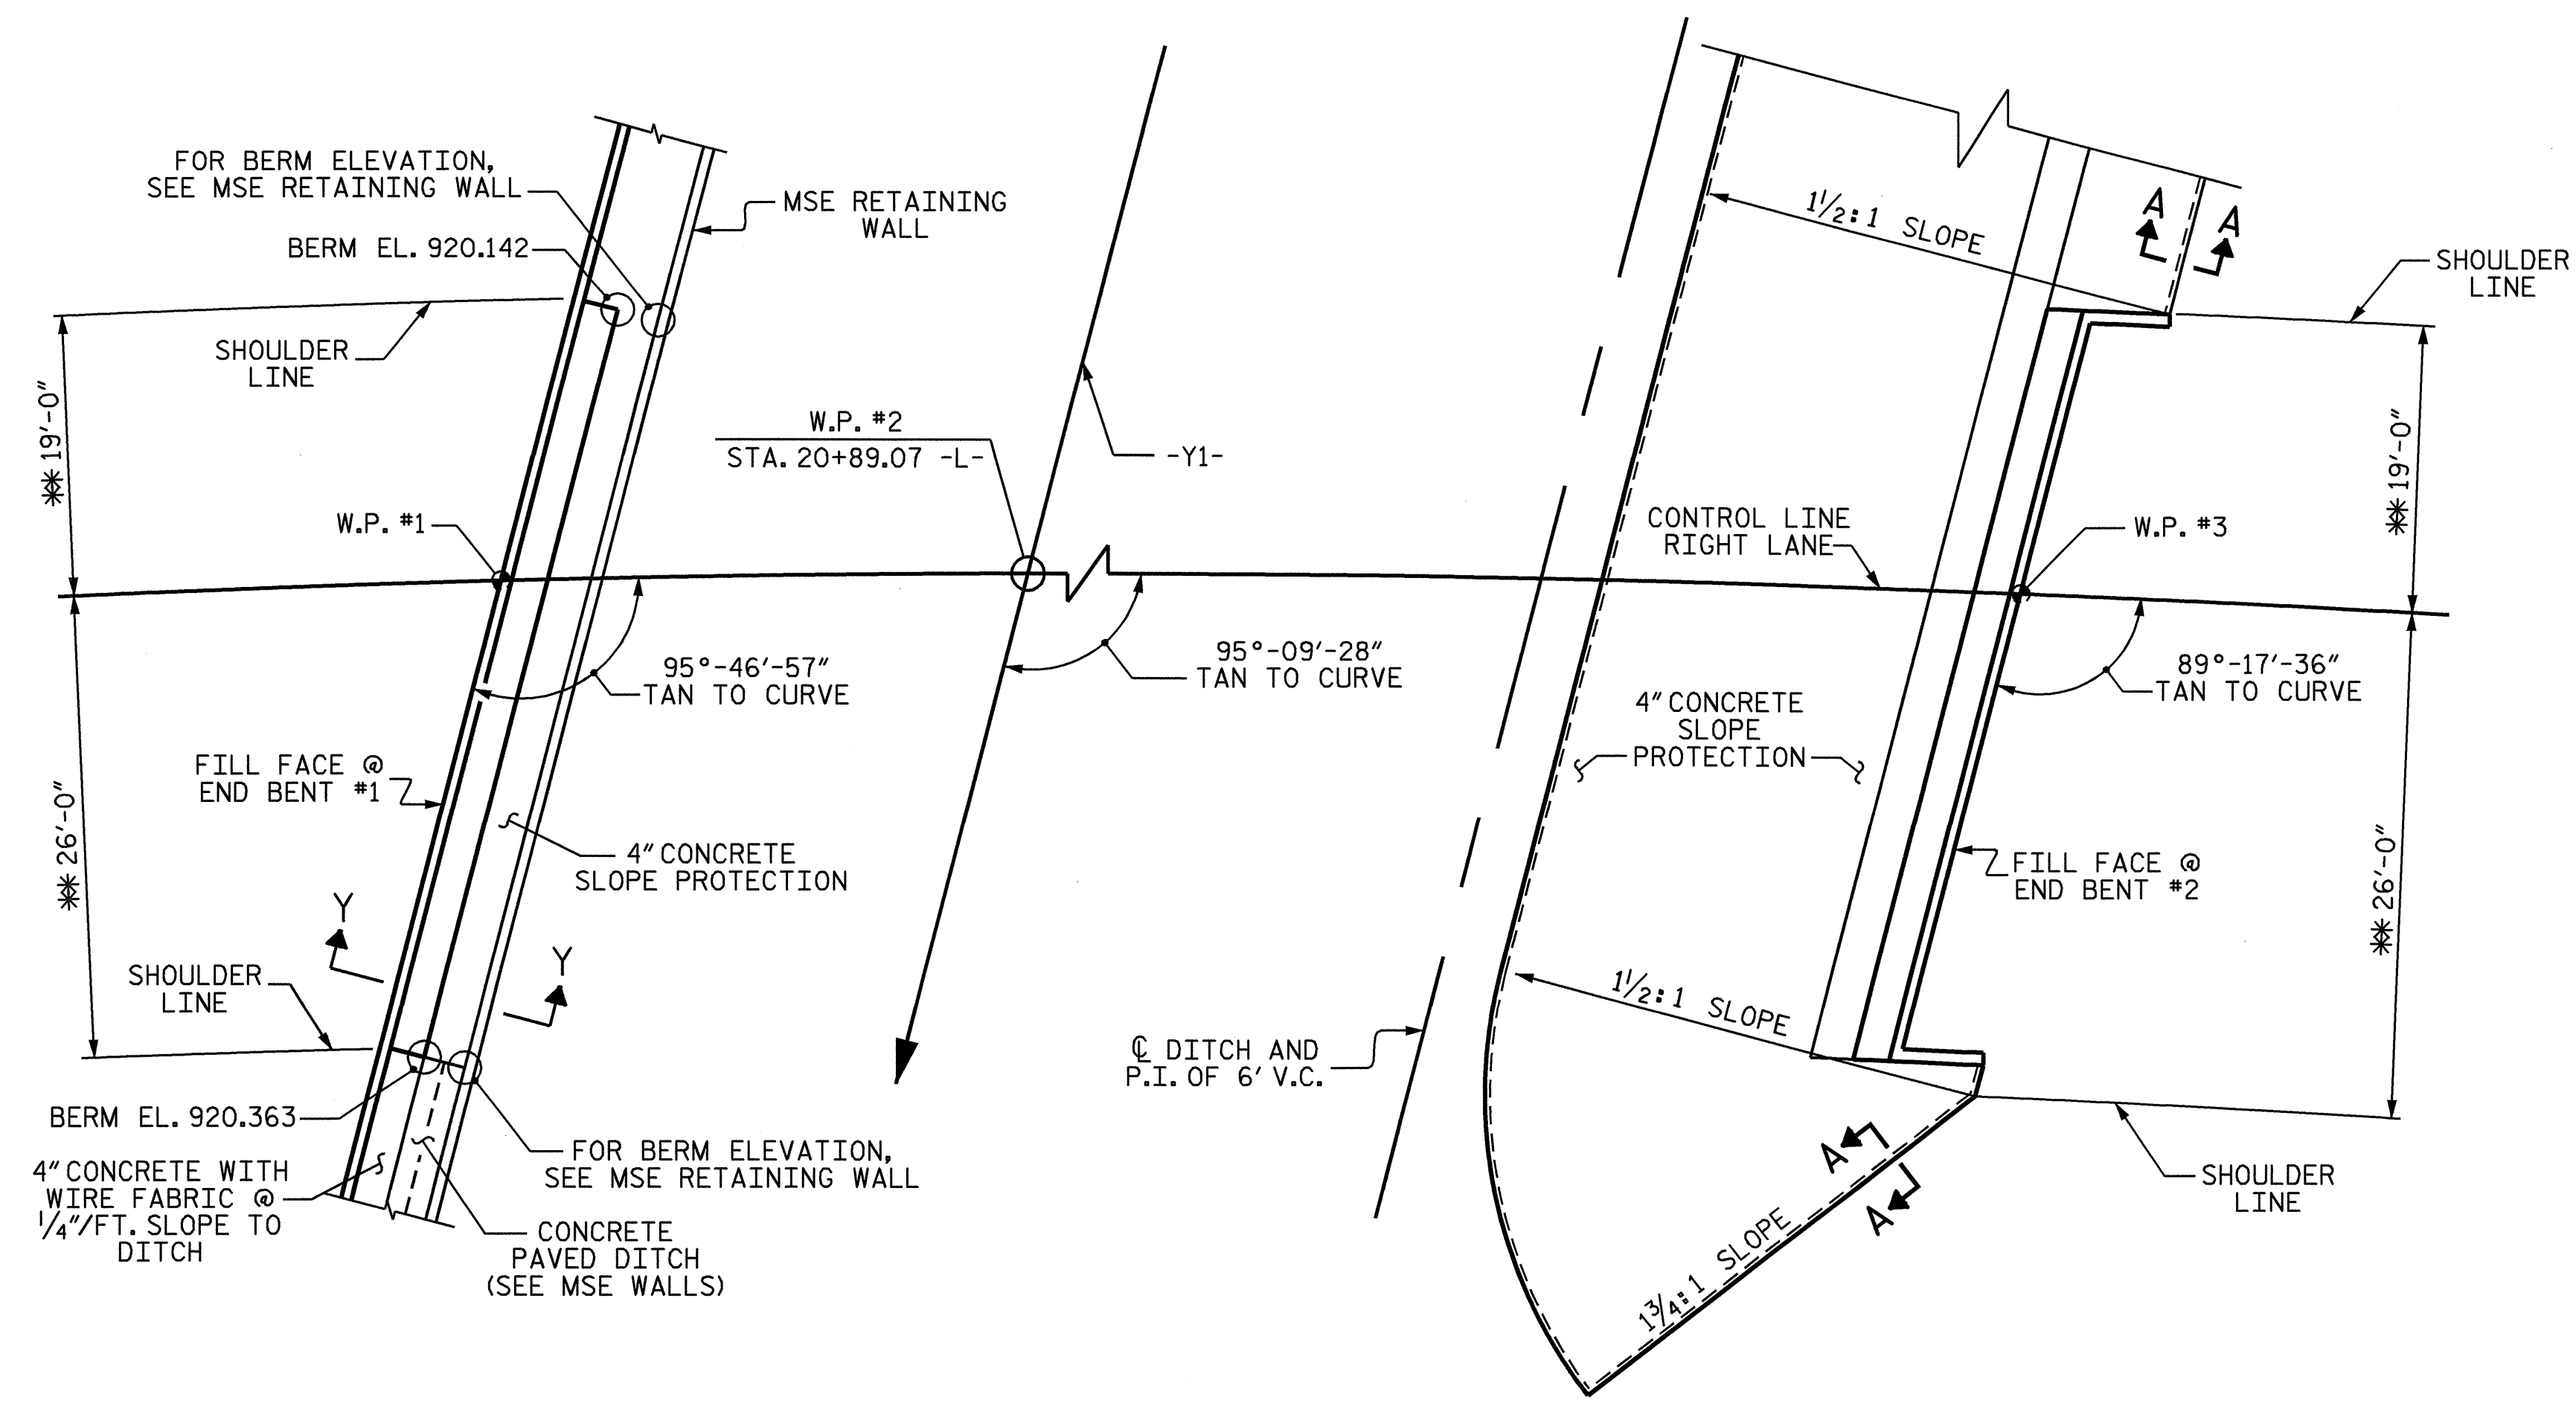 FOR BERM ELEVATION,
SEE MSE RETAINING WALL
BERM EL. 920.142
MSE RETAINING
WALL
SHOULDER
LINE
**19'-0"
W.P. #2
STA. 20+89.07 -L-
-Y1-
W.P. #1
95°-46'-57"
TAN TO CURVE
95°-09'-28"
TAN TO CURVE
FILL FACE @
END BENT #1
**26'-0"
4" CONCRETE
SLOPE PROTECTION
Y
Y
SHOULDER
LINE
BERM EL. 920.363
4" CONCRETE WITH
WIRE FABRIC @
1/4"/FT. SLOPE TO
DITCH
FOR BERM ELEVATION,
SEE MSE RETAINING WALL
CONCRETE
PAVED DITCH
(SEE MSE WALLS)
1½:1 SLOPE
A
A
SHOULDER
LINE
**19'-0"
CONTROL LINE
RIGHT LANE
W.P. #3
89°-17'-36"
TAN TO CURVE
4" CONCRETE
SLOPE
PROTECTION
FILL FACE @
END BENT #2
**26'-0"
1½:1 SLOPE
℄ DITCH AND
P.I. OF 6' V.C.
A
A
SHOULDER
LINE
1¾:1 SLOPE